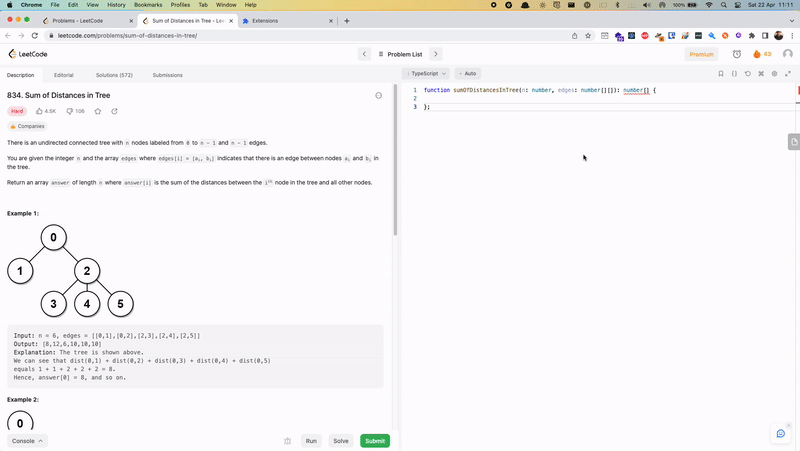 Chrome File Edit View History Bookmarks Profiles Tab Window Help 100% Sat 22 Apr 11:11
Problems - LeetCode
Sum of Distances in Tree - Lee
Extensions
leetcode.com/problems/sum-of-distances-in-tree/
LeetCode
Problem List
Premium
Description Editorial Solutions (572) Submissions
TypeScript Auto
834. Sum of Distances in Tree
Hard 4.5K 106
Companies
There is an undirected connected tree with n nodes labeled from 0 to n - 1 and n - 1 edges.
You are given the integer n and the array edges where edges[i] = [aᵢ, bᵢ] indicates that there is an edge between nodes aᵢ and bᵢ in
the tree.
Return an array answer of length n where answer[i] is the sum of the distances between the iᵗʰ node in the tree and all other nodes.
Example 1:
0
1 2
3 4 5
Input: n = 6, edges = [[0,1],[0,2],[2,3],[2,4],[2,5]]
Output: [8,12,6,10,10,10]
Explanation: The tree is shown above.
We can see that dist(0,1) + dist(0,2) + dist(0,3) + dist(0,4) + dist(0,5)
equals 1 + 1 + 2 + 2 + 2 = 8.
Hence, answer[0] = 8, and so on.
Example 2:
0
1 function sumOfDistancesInTree(n: number, edges: number[][]): number[] {
2
3 };
Console
Run
Solve
Submit